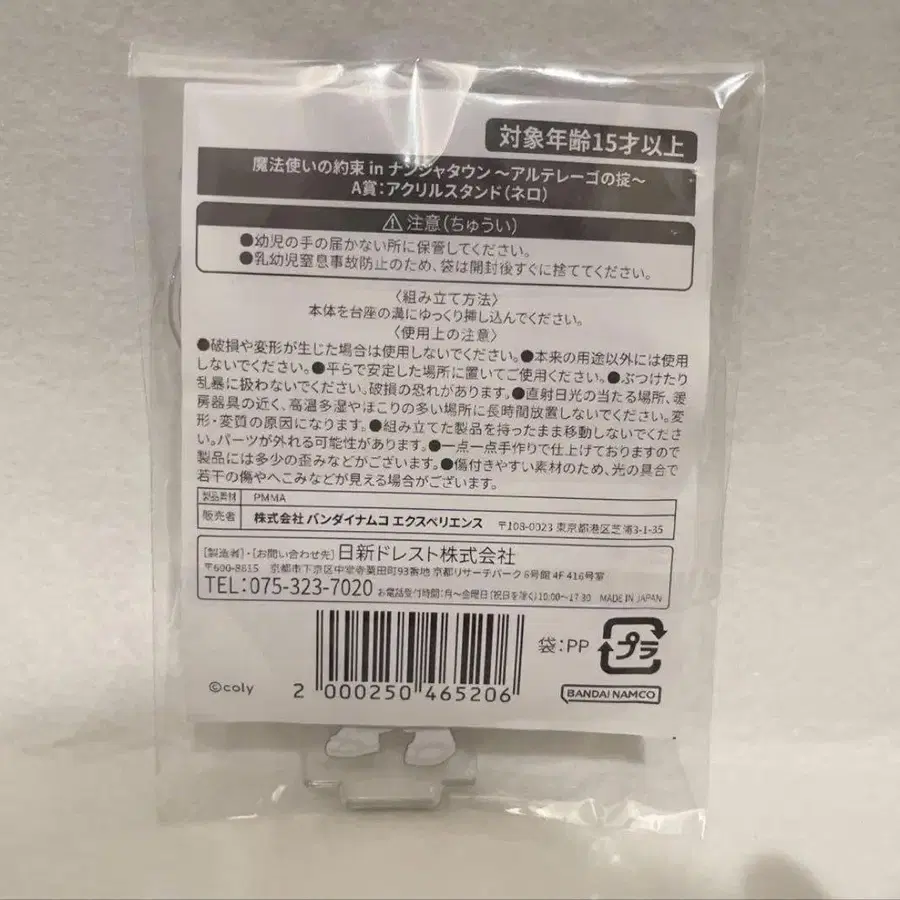 対象年齢15才以上
魔法使いの約束 in ナンジャタウン ～アルテレーゴの掟～
A賞：アクリルスタンド（ネロ）
⚠注意（ちゅうい）
●幼児の手の届かない所に保管してください。
●乳幼児窒息事故防止のため、袋は開封後すぐに捨ててください。
〈組み立て方法〉
本体を台座の溝にゆっくり挿し込んでください。
〈使用上の注意〉
●破損や変形が生じた場合は使用しないでください。●本来の用途以外には使用
しないでください。●平らで安定した場所に置いてご使用ください。●ぶつけたり
乱暴に扱わないでください。破損の恐れがあります。●直射日光の当たる場所、暖
房器具の近く、高温多湿やほこりの多い場所に長時間放置しないでください。変
形・変質の原因になります。●組み立てた製品を持ったまま移動しないでくださ
い。パーツが外れる可能性があります。●一点一点手作りで仕上げておりますので
製品には多少の歪みなどがございます。●傷付きやすい素材のため、光の具合で
若干の傷やへこみなどが見える場合がございます。
製品素材 PMMA
販売者 株式会社 バンダイナムコ エクスペリエンス 〒108-0023 東京都港区芝浦3-1-35
［製造者］・［お問い合わせ先］日新ドレスト株式会社
〒600-8815 京都市下京区中堂寺粟田町93番地 京都リサーチパーク 6号館 4F 416号室
TEL：075-323-7020 お電話受付時間：月～金曜日（祝日を除く）10:00～17:30 MADE IN JAPAN
袋：PP プラ
©coly 2 000250 465206 BANDAI NAMCO